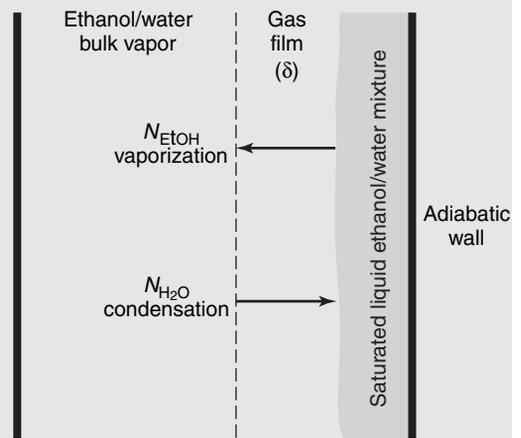 Ethanol/water
bulk vapor
Gas
film
(δ)
N_EtOH
vaporization
N_H₂O
condensation
Saturated liquid ethanol/water mixture
Adiabatic
wall